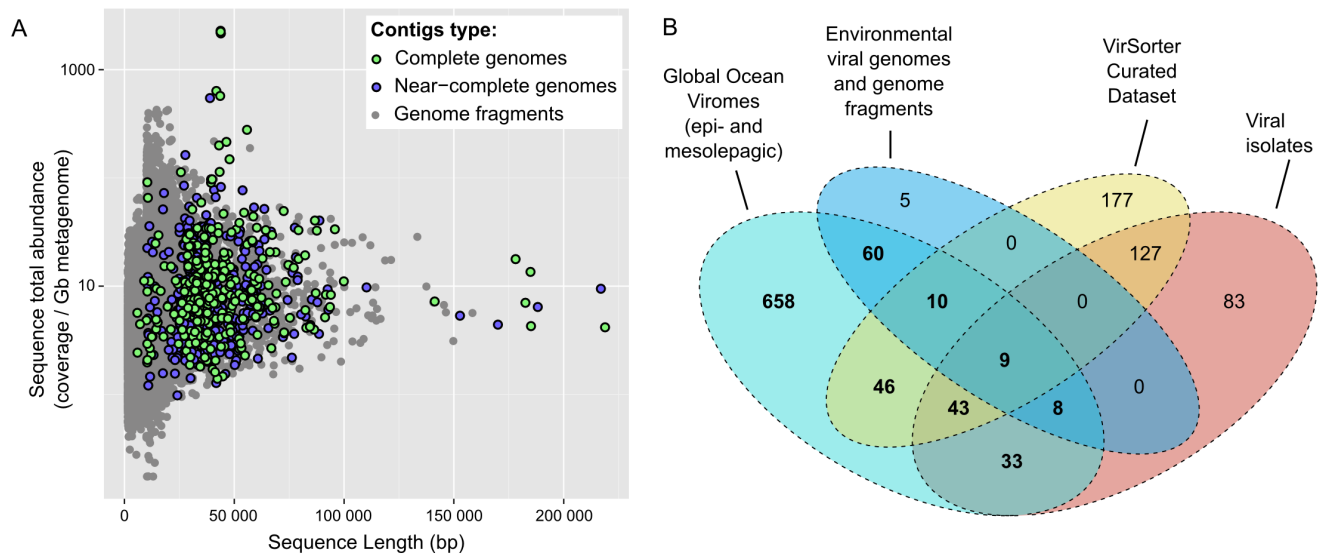 A
Contigs type:
Complete genomes
Near−complete genomes
Genome fragments
1000
10
Sequence total abundance
(coverage / Gb metagenome)
0
50 000
100 000
150 000
200 000
Sequence Length (bp)
B
Global Ocean
Viromes
(epi- and
mesolepagic)
Environmental
viral genomes
and genome
fragments
VirSorter
Curated
Dataset
Viral
isolates
5
177
60
0
127
658
10
0
83
9
46
43
8
0
33